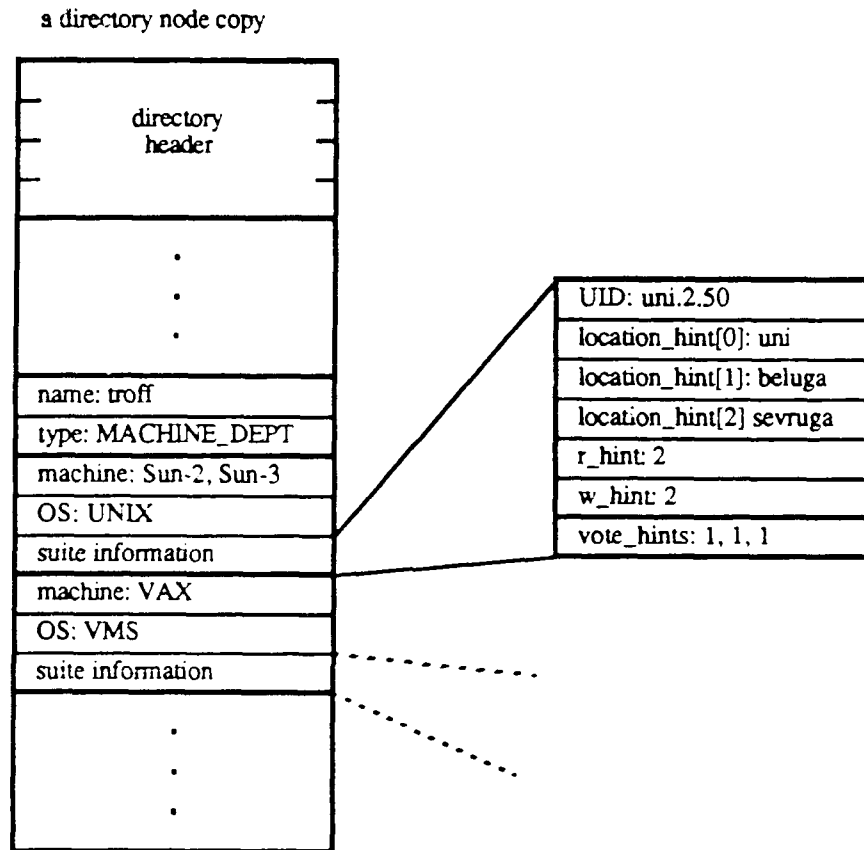 a directory node copy
directory
header
name: troff
type: MACHINE_DEPT
machine: Sun-2, Sun-3
OS: UNIX
suite information
machine: VAX
OS: VMS
suite information
UID: uni.2.50
location_hint[0]: uni
location_hint[1]: beluga
location_hint[2] sevruga
r_hint: 2
w_hint: 2
vote_hints: 1, 1, 1